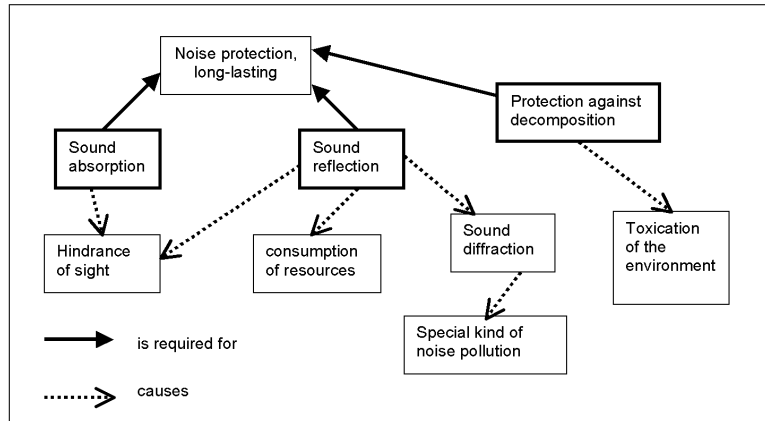 Noise protection,
long-lasting
Protection against
decomposition
Sound
absorption
Sound
reflection
Hindrance
of sight
consumption
of resources
Sound
diffraction
Toxication
of the
environment
Special kind of
noise pollution
is required for
causes